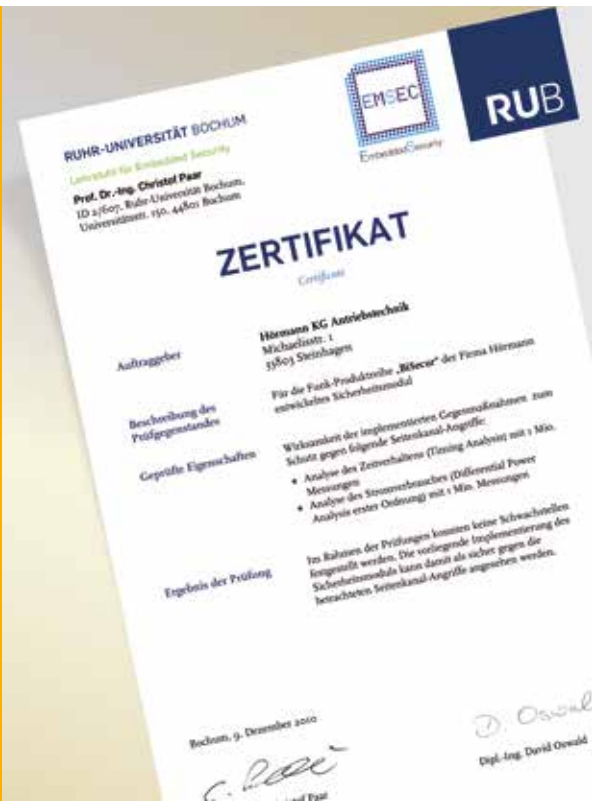 RUHR-UNIVERSITÄT BOCHUM
Lehrstuhl für Embedded Security
Prof. Dr.-Ing. Christof Paar
ID 2/607, Ruhr-Universität Bochum,
Universitätsstr. 150, 44801 Bochum
EMSEC
EmbeddedSecurity
RUB
ZERTIFIKAT
Certificate
Auftraggeber
Hörmann KG Antriebstechnik
Michaelisstr. 1
33803 Steinhagen
Beschreibung des
Prüfgegenstandes
Für die Funk-Produktreihe „BiSecur“ der Firma Hörmann
entwickeltes Sicherheitsmodul
Geprüfte Eigenschaften
Wirksamkeit der implementierten Gegenmaßnahmen zum
Schutz gegen folgende Seitenkanal-Angriffe:
• Analyse des Zeitverhaltens (Timing Analysis) mit 1 Mio.
Messungen
• Analyse des Stromverbrauches (Differential Power
Analysis erster Ordnung) mit 1 Min. Messungen
Ergebnis der Prüfung
Im Rahmen der Prüfungen konnten keine Schwachstellen
festgestellt werden. Die vorliegende Implementierung des
Sicherheitsmoduls kann damit als sicher gegen die
betrachteten Seitenkanal-Angriffe angesehen werden.
Bochum, 9. Dezember 2010
D. Oswald
Dipl.-Ing. David Oswald
Paar